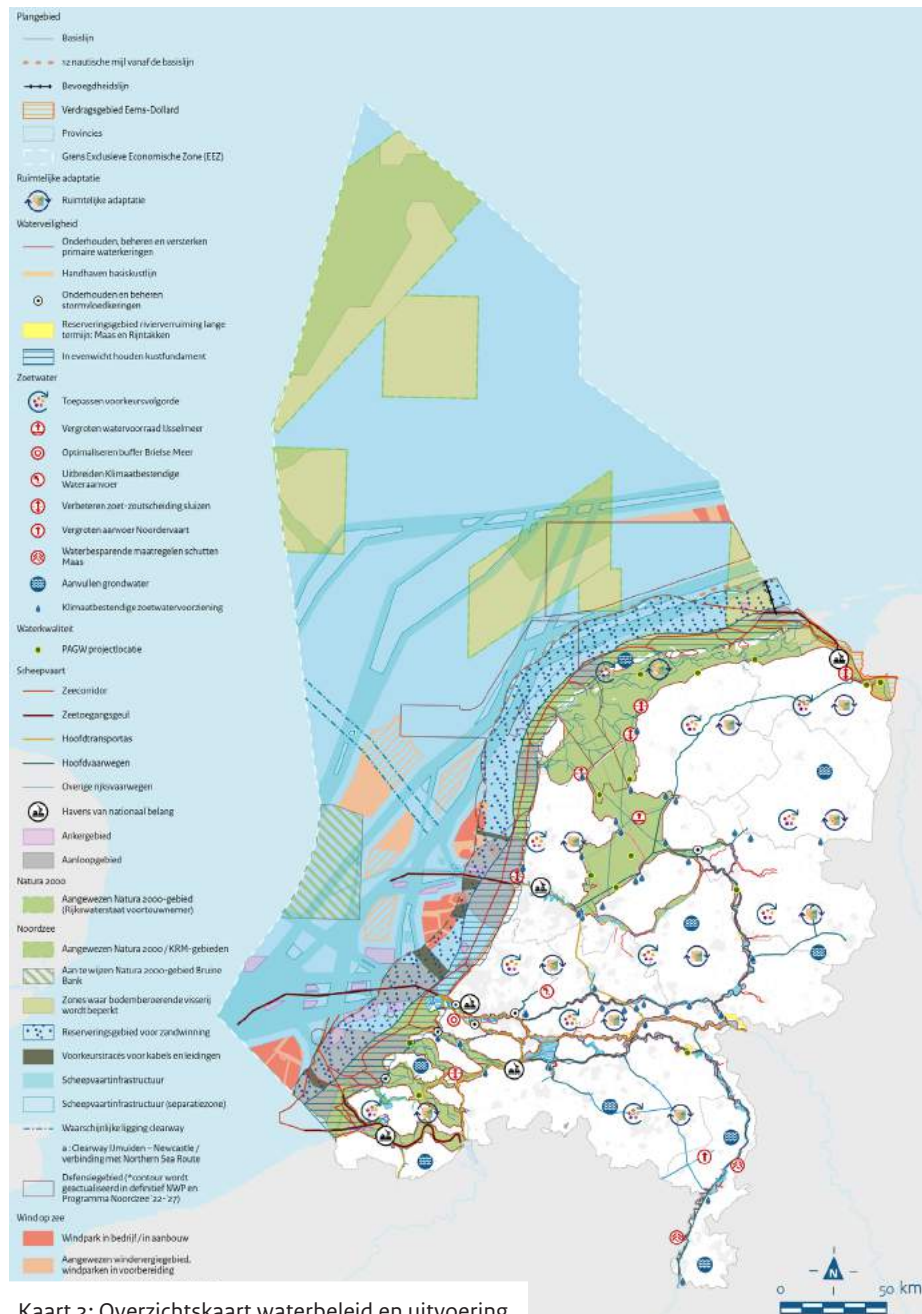 Plangebied
Basislijn
12 nautische mijl vanaf de basislijn
Bevoegdheidslijn
Verdragsgebied Eems-Dollard
Provincies
Grens Exclusieve Economische Zone (EEZ)
Ruimtelijke adaptatie
Ruimtelijke adaptatie
Waterveiligheid
Onderhouden, beheren en versterken
primaire waterkeringen
Handhaven basiskustlijn
Onderhouden en beheren
stormvloedkeringen
Reserveringsgebied rivierverruiming lange
termijn: Maas en Rijntakken
In evenwicht houden kustfundament
Zoetwater
Toepassen voorkeursvolgorde
Vergroten watervoorraad IJsselmeer
Optimaliseren buffer Brielse Meer
Uitbreiden Klimaatbestendige
Wateraanvoer
Verbeteren zoet-zoutscheiding sluizen
Vergroten aanvoer Noordervaart
Waterbesparende maatregelen schutten
Maas
Aanvullen grondwater
Klimaatbestendige zoetwatervoorziening
Waterkwaliteit
PAGW projectlocatie
Scheepvaart
Zeecorridor
Zeetoegangsgeul
Hoofdtransportas
Hoofdvaarwegen
Overige rijksvaarwegen
Havens van nationaal belang
Ankergebied
Aanloopgebied
Natura 2000
Aangewezen Natura 2000-gebied
(Rijkswaterstaat voortouwnemer)
Noordzee
Aangewezen Natura 2000 / KRM-gebieden
Aan te wijzen Natura 2000-gebied Bruine
Bank
Zones waar bodemberoerende visserij
wordt beperkt
Reserveringsgebied voor zandwinning
Voorkeurstracés voor kabels en leidingen
Scheepvaartinfrastructuur
Scheepvaartinfrastructuur (separatiezone)
Waarschijnlijke ligging clearway
a: Clearway IJmuiden – Newcastle /
verbinding met Northern Sea Route
Defensiegebied (*contour wordt
geactualiseerd in definitief NWP en
Programma Noordzee '22-'27)
Wind op zee
Windpark in bedrijf / in aanbouw
Aangewezen windenergiegebied,
windparken in voorbereiding
N
0 50 km
Kaart 2: Overzichtskaart waterbeleid en uitvoering